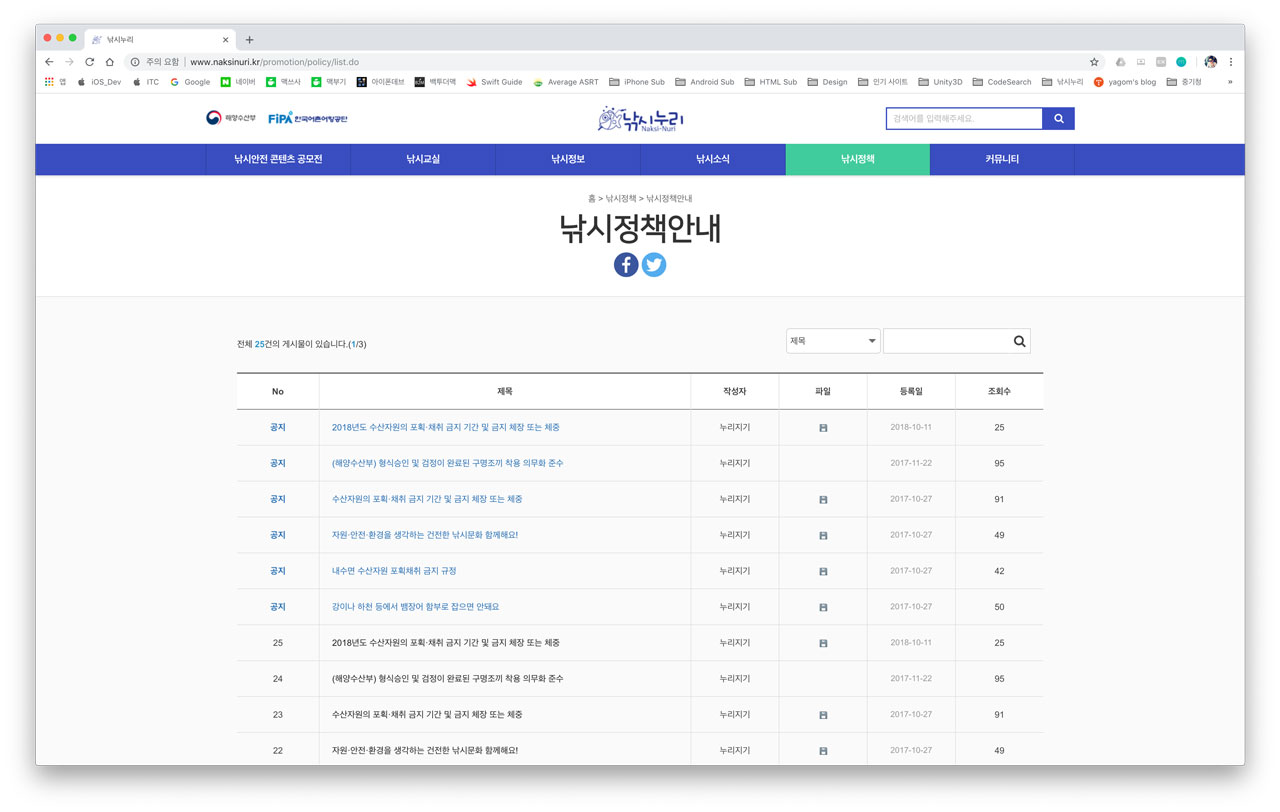 낚시누리
주의 요함 | www.naksinuri.kr/promotion/policy/list.do
앱 iOS_Dev ITC Google 네이버 맥쓰사 맥부기 아이폰데브 백투더맥 Swift Guide Average ASRT iPhone Sub Android Sub HTML Sub Design 인기 사이트 Unity3D CodeSearch 낚시누리 yagom's blog 중기청 »
해양수산부 FiPA 한국어촌어항공단 낚시누리 Naksi-Nuri 검색어를 입력해주세요.
낚시안전 콘텐츠 공모전 낚시교실 낚시정보 낚시소식 낚시정책 커뮤니티
홈 > 낚시정책 > 낚시정책안내
낚시정책안내
전체 25건의 게시물이 있습니다.(1/3) 제목
No 제목 작성자 파일 등록일 조회수
공지 2018년도 수산자원의 포획·채취 금지 기간 및 금지 체장 또는 체중 누리지기 2018-10-11 25
공지 (해양수산부) 형식승인 및 검정이 완료된 구명조끼 착용 의무화 준수 누리지기 2017-11-22 95
공지 수산자원의 포획·채취 금지 기간 및 금지 체장 또는 체중 누리지기 2017-10-27 91
공지 자원·안전·환경을 생각하는 건전한 낚시문화 함께해요! 누리지기 2017-10-27 49
공지 내수면 수산자원 포획채취 금지 규정 누리지기 2017-10-27 42
공지 강이나 하천 등에서 뱀장어 함부로 잡으면 안돼요 누리지기 2017-10-27 50
25 2018년도 수산자원의 포획·채취 금지 기간 및 금지 체장 또는 체중 누리지기 2018-10-11 25
24 (해양수산부) 형식승인 및 검정이 완료된 구명조끼 착용 의무화 준수 누리지기 2017-11-22 95
23 수산자원의 포획·채취 금지 기간 및 금지 체장 또는 체중 누리지기 2017-10-27 91
22 자원·안전·환경을 생각하는 건전한 낚시문화 함께해요! 누리지기 2017-10-27 49